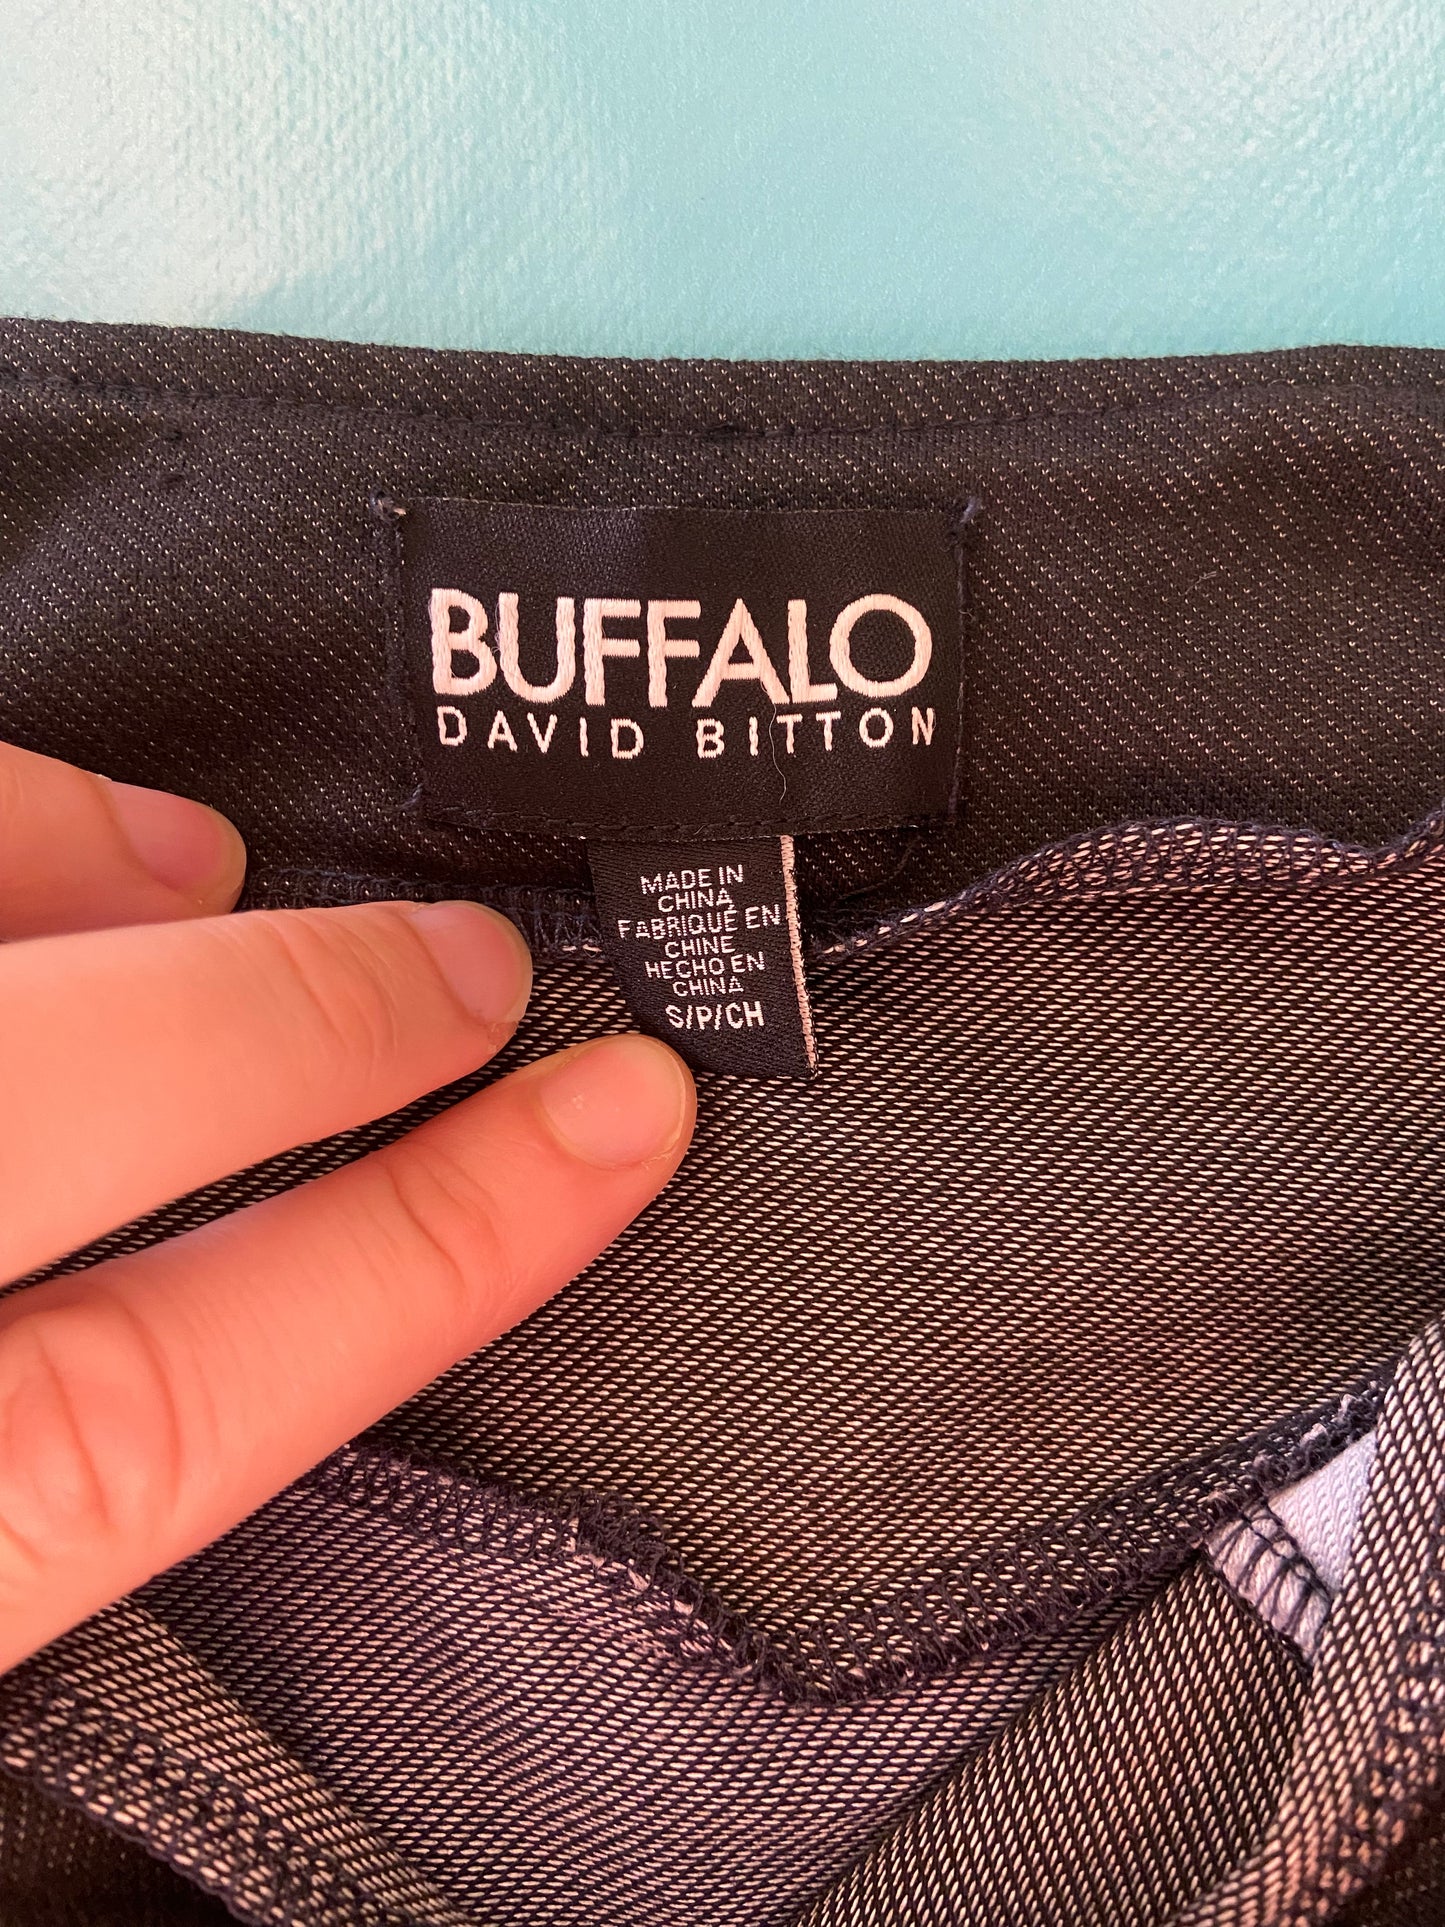 BUFFALO
DAVID BITTON
MADE IN
CHINA
FABRIQUÉ EN
CHINE
HECHO EN
CHINA
S/P/CH